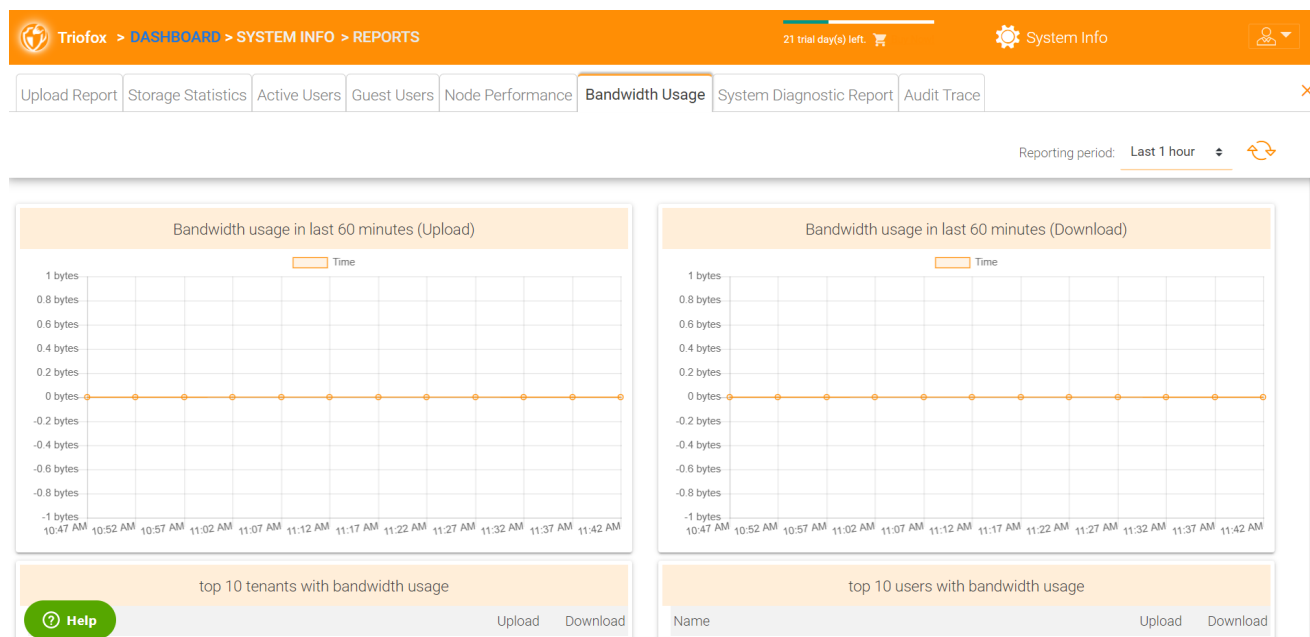 Triofox > DASHBOARD > SYSTEM INFO > REPORTS
21 trial day(s) left.
System Info
Upload Report Storage Statistics Active Users Guest Users Node Performance Bandwidth Usage System Diagnostic Report Audit Trace
Reporting period: Last 1 hour
Bandwidth usage in last 60 minutes (Upload)
Time
1 bytes
0.8 bytes
0.6 bytes
0.4 bytes
0.2 bytes
0 bytes
-0.2 bytes
-0.4 bytes
-0.6 bytes
-0.8 bytes
-1 bytes
10:47 AM 10:52 AM 10:57 AM 11:02 AM 11:07 AM 11:12 AM 11:17 AM 11:22 AM 11:27 AM 11:32 AM 11:37 AM 11:42 AM
Bandwidth usage in last 60 minutes (Download)
Time
1 bytes
0.8 bytes
0.6 bytes
0.4 bytes
0.2 bytes
0 bytes
-0.2 bytes
-0.4 bytes
-0.6 bytes
-0.8 bytes
-1 bytes
10:47 AM 10:52 AM 10:57 AM 11:02 AM 11:07 AM 11:12 AM 11:17 AM 11:22 AM 11:27 AM 11:32 AM 11:37 AM 11:42 AM
top 10 tenants with bandwidth usage
Upload Download
top 10 users with bandwidth usage
Name Upload Download
? Help